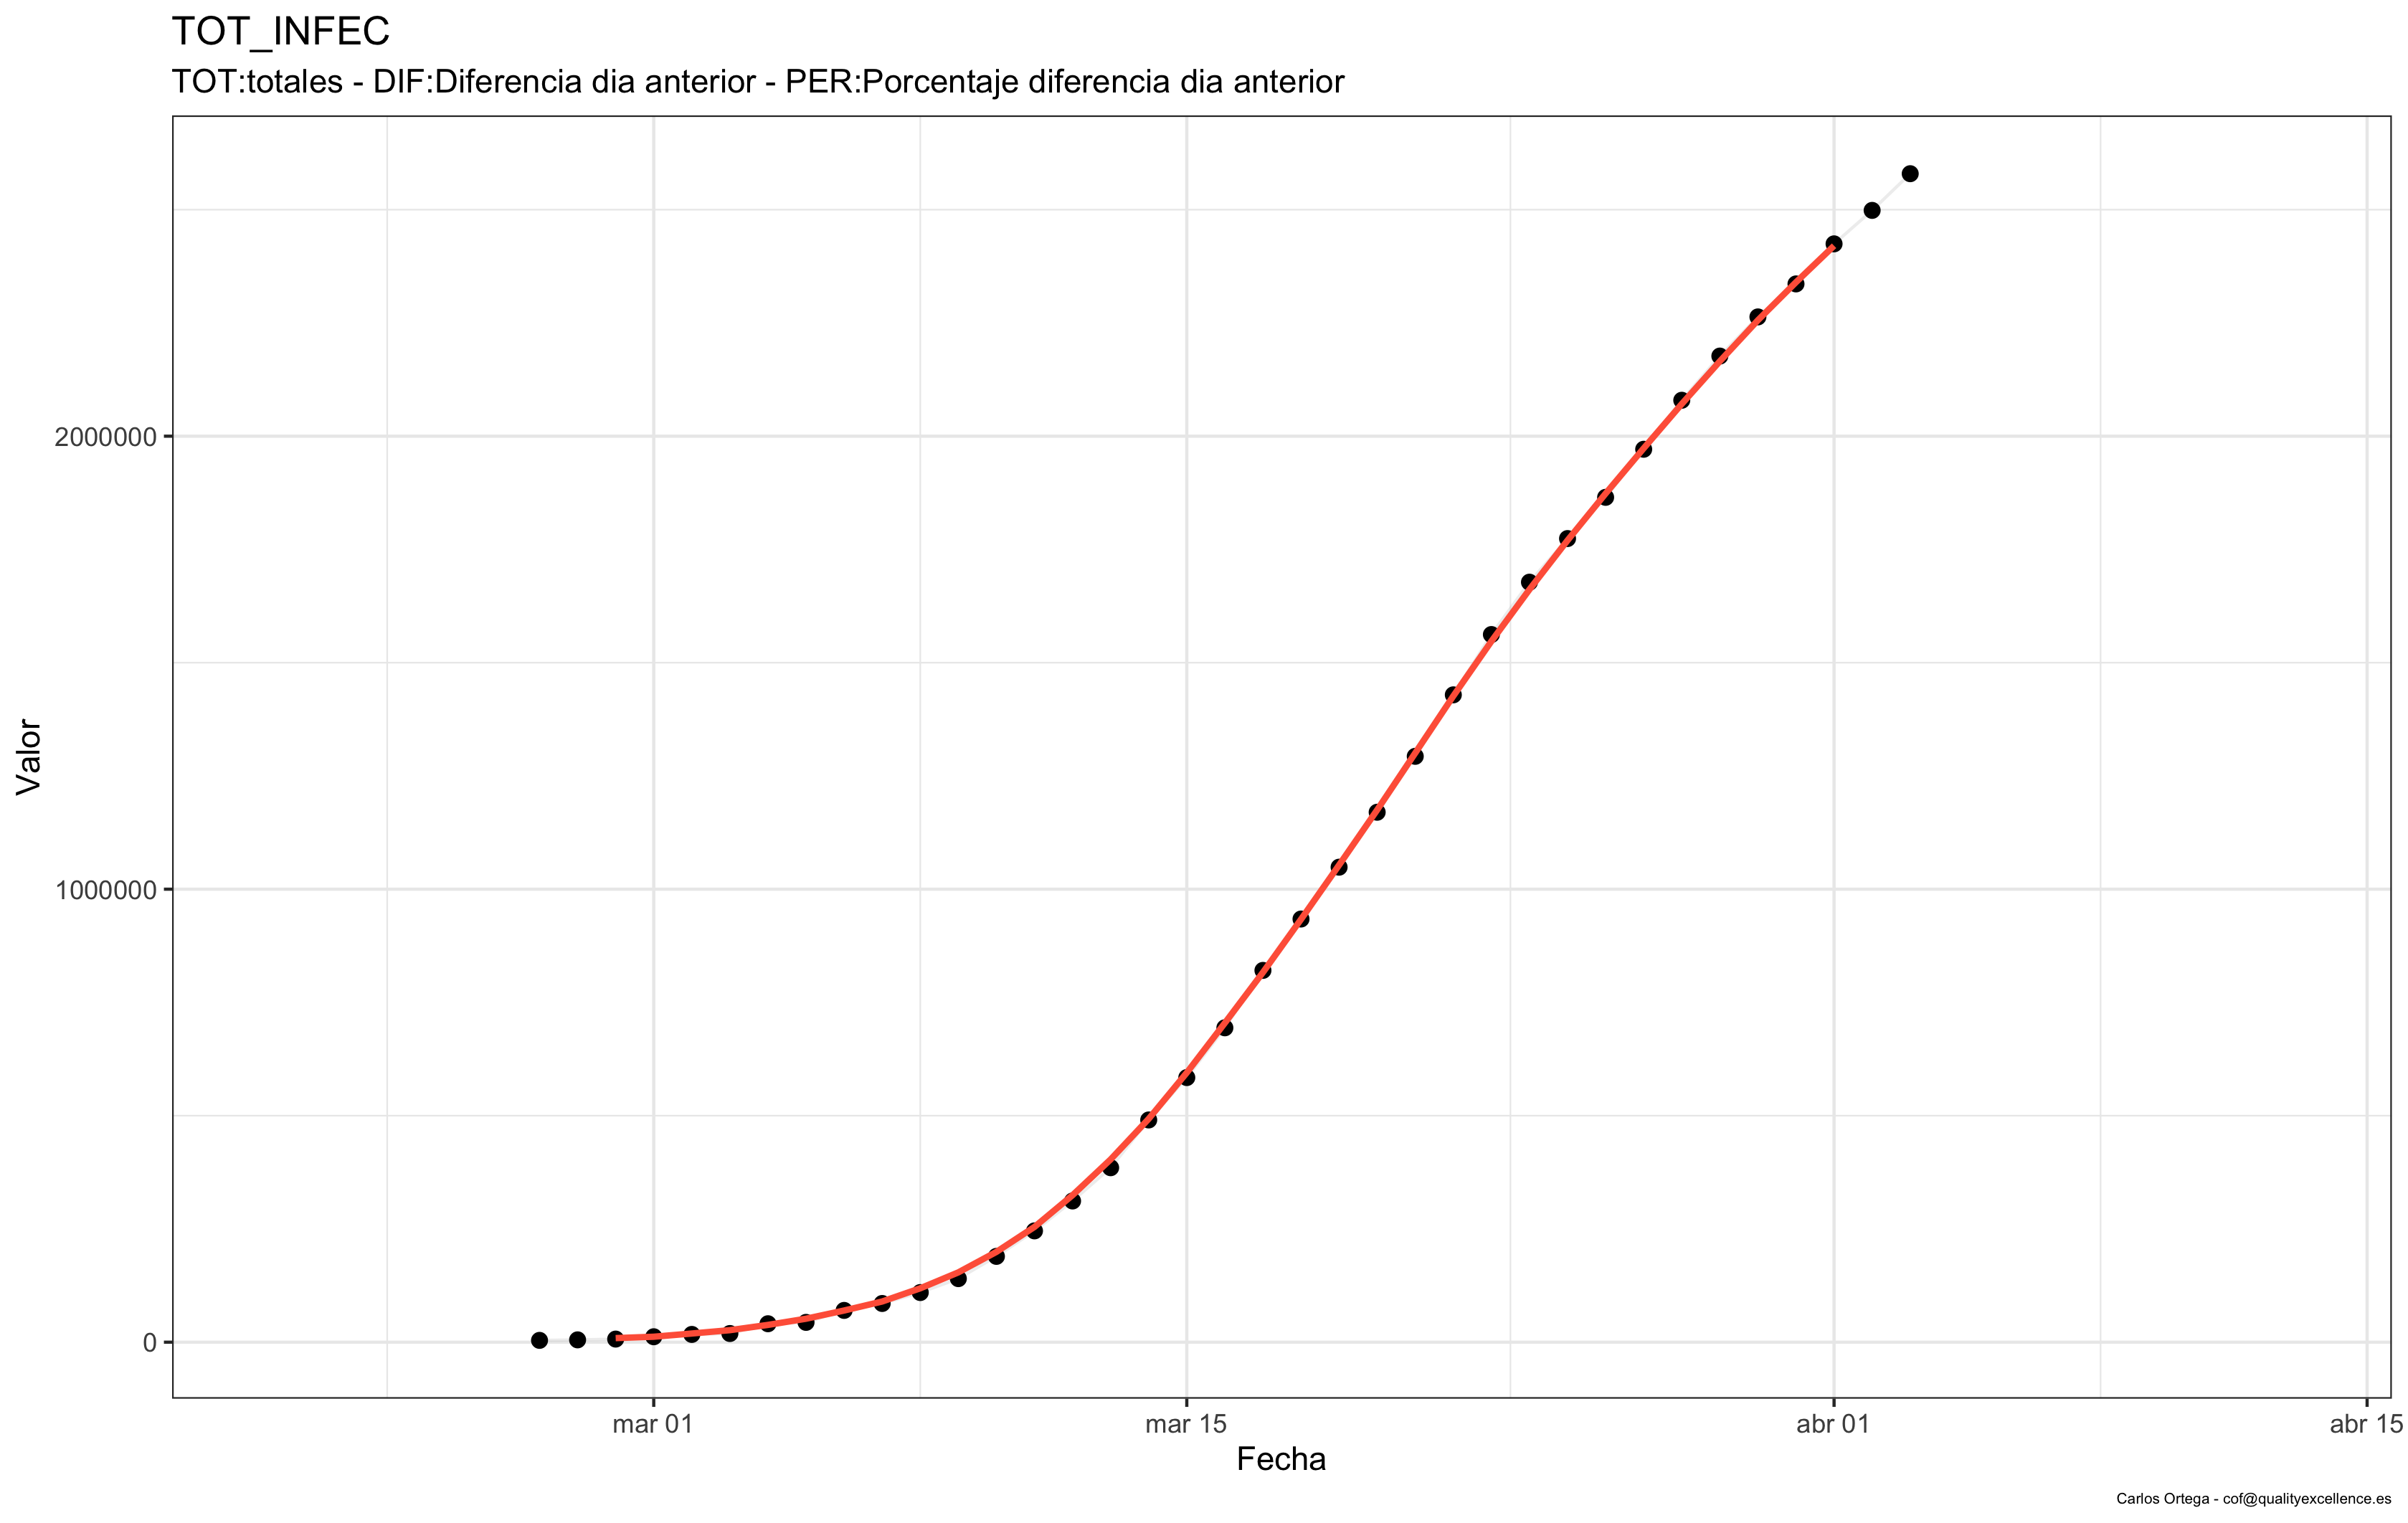 TOT_INFEC
TOT:totales - DIF:Diferencia dia anterior - PER:Porcentaje diferencia dia anterior
Valor
2000000
1000000
0
mar 01
mar 15
abr 01
abr 15
Fecha
Carlos Ortega - cof@qualityexcellence.es